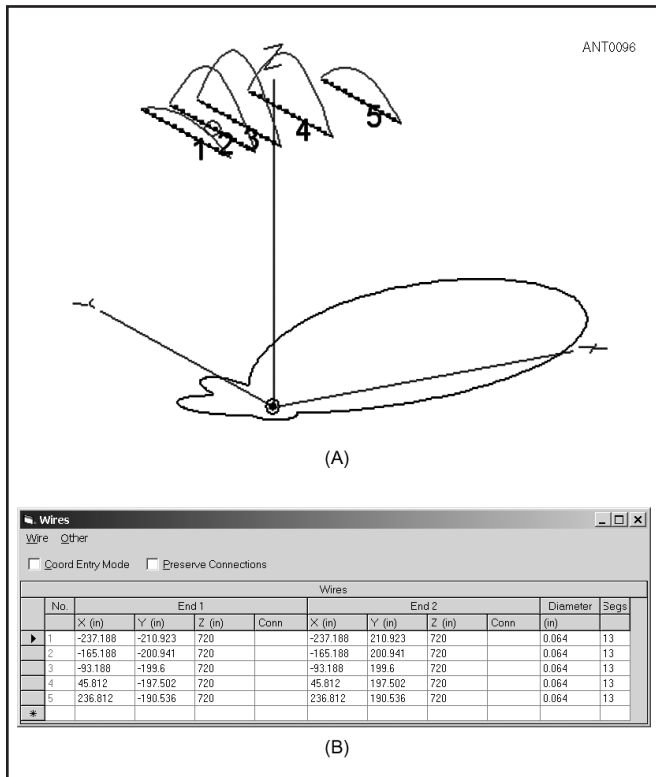 ANT0096
Z
1 2 3 4 5
Y
X
(A)
Wires
Wire Other
Coord Entry Mode Preserve Connections
Wires
No. End 1 End 2 Diameter Segs
X (in) Y (in) Z (in) Conn X (in) Y (in) Z (in) Conn (in)
1 -237.188 -210.923 720 -237.188 210.923 720 0.064 13
2 -165.188 -200.941 720 -165.188 200.941 720 0.064 13
3 -93.188 -199.6 720 -93.188 199.6 720 0.064 13
4 45.812 -197.502 720 45.812 197.502 720 0.064 13
5 236.812 -190.536 720 236.812 190.536 720 0.064 13
*
(B)